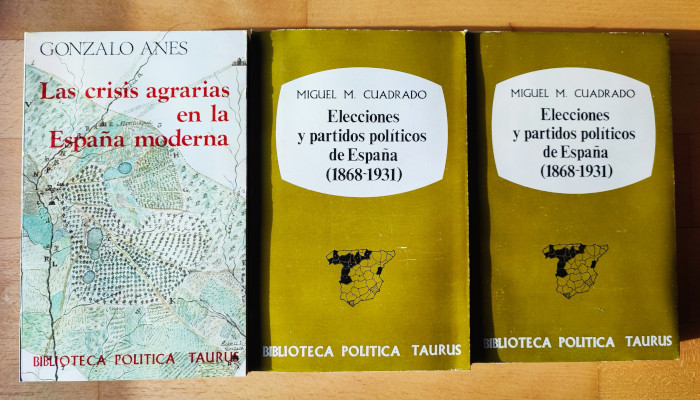 GONZALO ANES
Las crisis agrarias
en la
España moderna
BIBLIOTECA POLITICA TAURUS
MIGUEL M. CUADRADO
Elecciones
y partidos políticos
de España
(1868-1931)
BIBLIOTECA POLITICA TAURUS
MIGUEL M. CUADRADO
Elecciones
y partidos políticos
de España
(1868-1931)
BIBLIOTECA POLITICA TAURUS